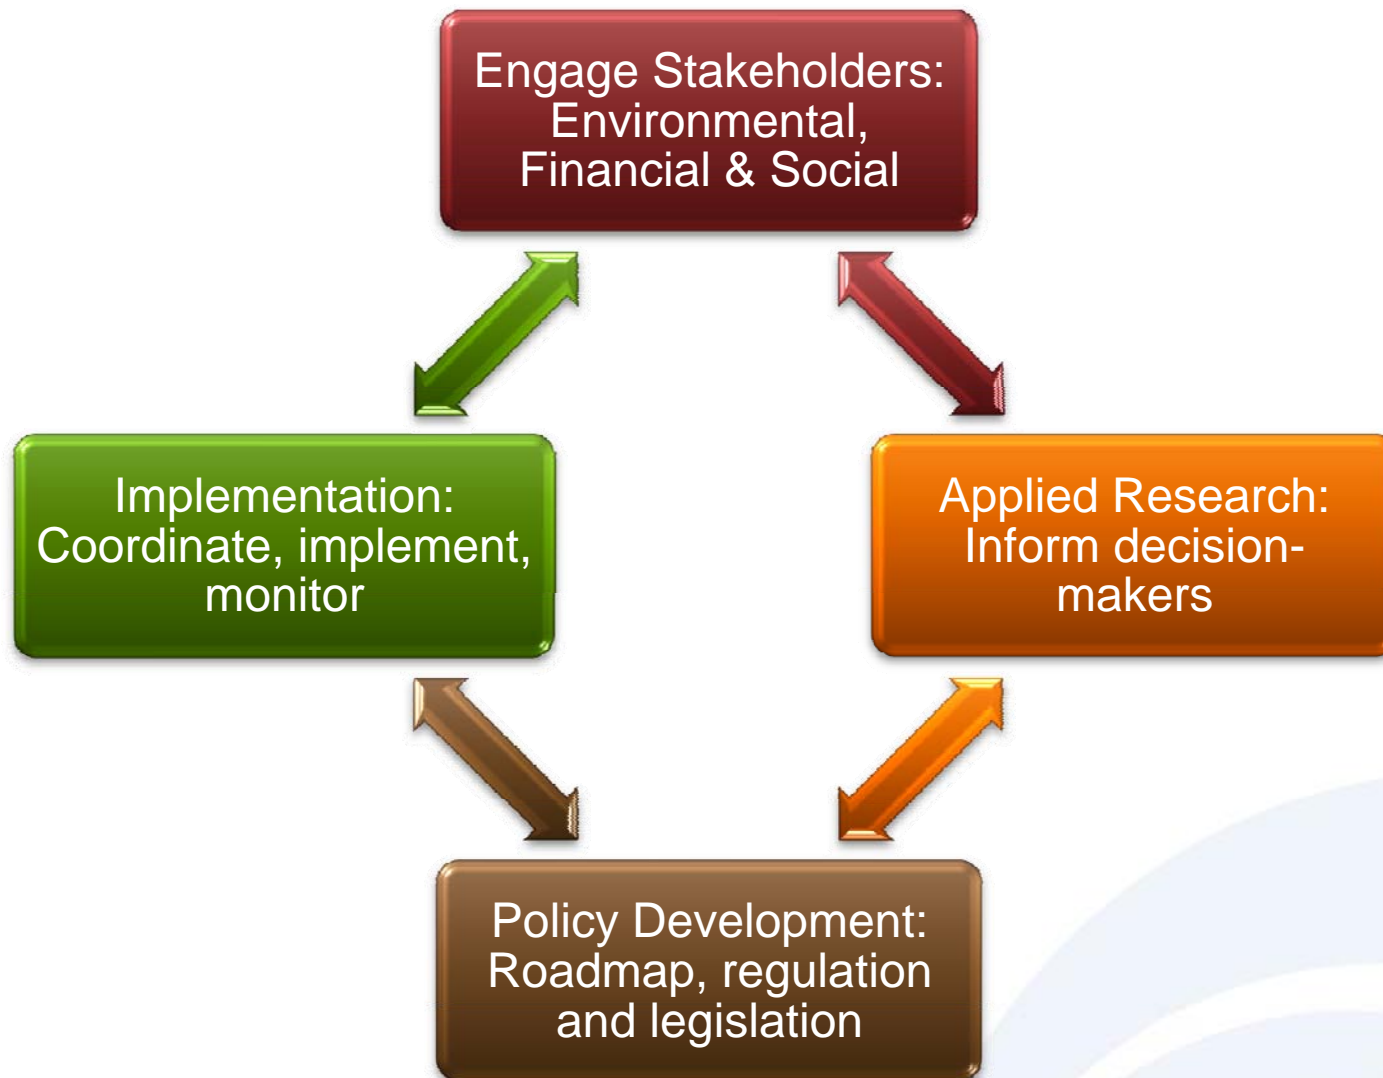 Engage Stakeholders:
Environmental,
Financial & Social
Implementation:
Coordinate, implement,
monitor
Applied Research:
Inform decision-
makers
Policy Development:
Roadmap, regulation
and legislation